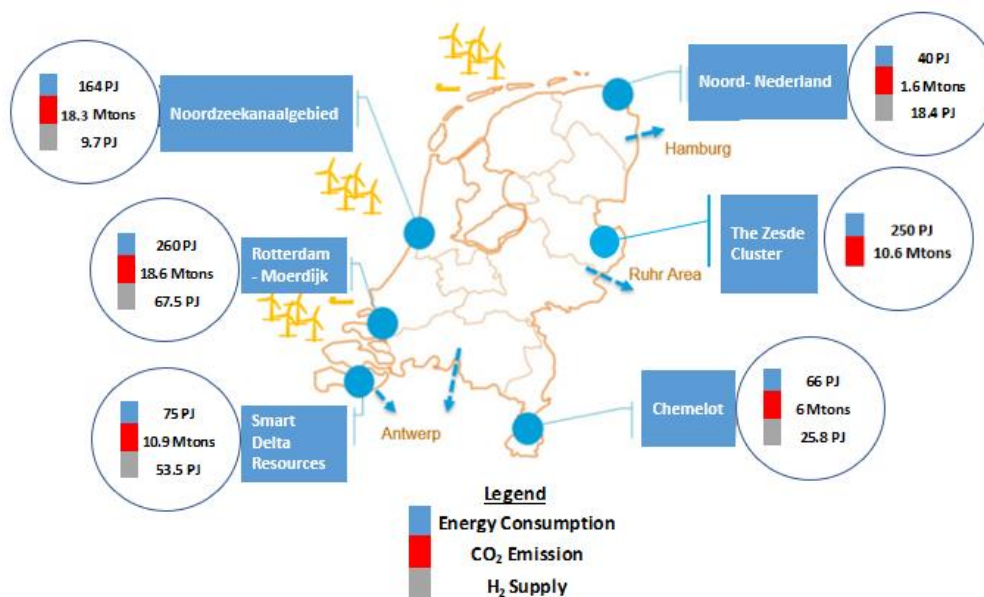 164 PJ
18.3 Mtons
9.7 PJ
Noordzeekanaalgebied
Noord- Nederland
40 PJ
1.6 Mtons
18.4 PJ
Hamburg
260 PJ
18.6 Mtons
67.5 PJ
Rotterdam
- Moerdijk
The Zesde
Cluster
250 PJ
10.6 Mtons
Ruhr Area
75 PJ
10.9 Mtons
53.5 PJ
Smart
Delta
Resources
Antwerp
Chemelot
66 PJ
6 Mtons
25.8 PJ
Legend
Energy Consumption
CO₂ Emission
H₂ Supply